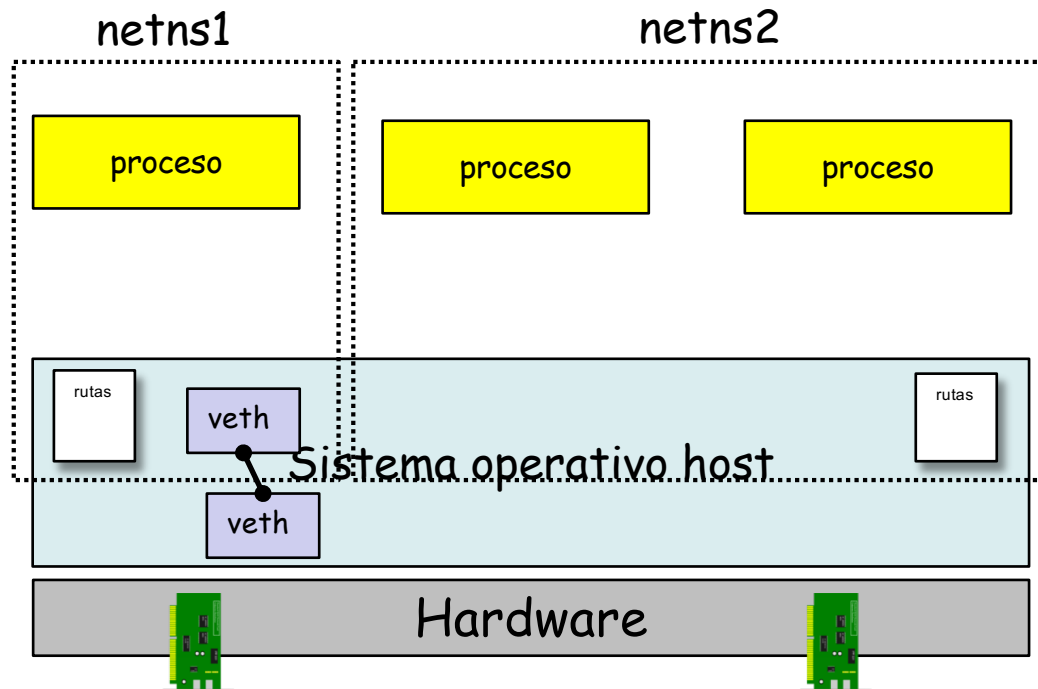 netns1
netns2
proceso
proceso
proceso
rutas
veth
rutas
Sistema operativo host
veth
Hardware